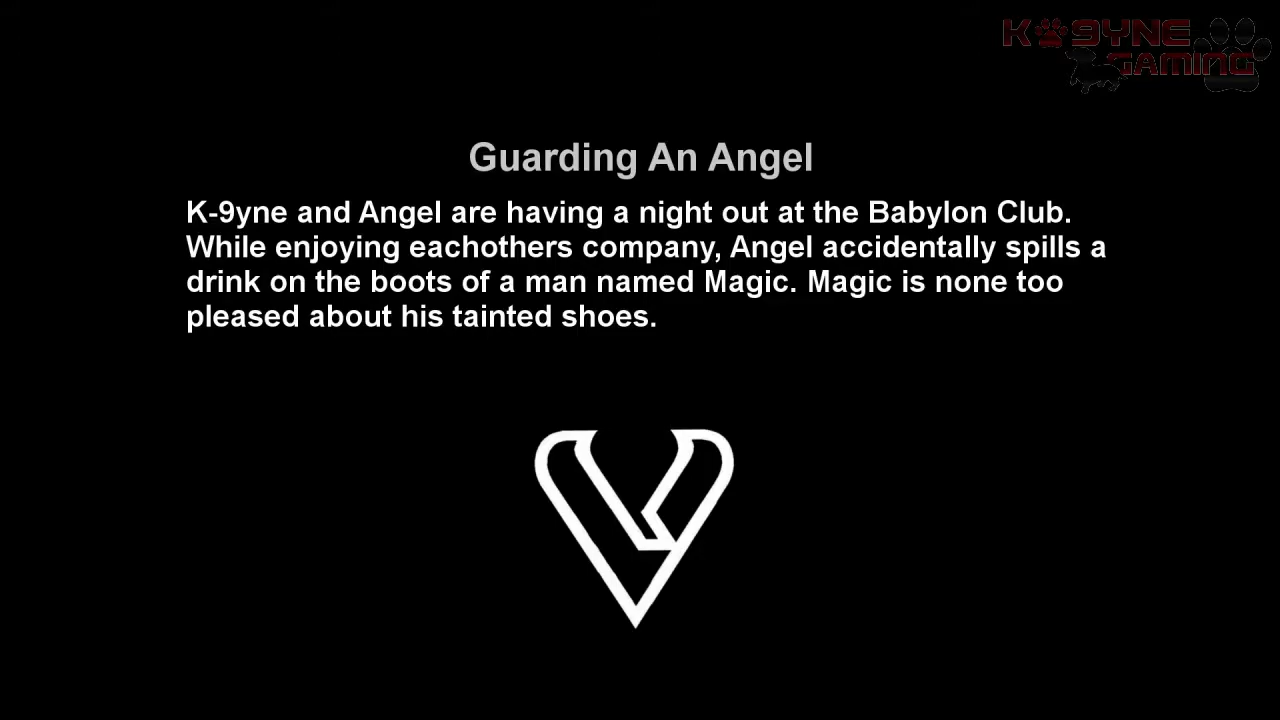 K 9YNE
GAMING
Guarding An Angel
K-9yne and Angel are having a night out at the Babylon Club.
While enjoying eachothers company, Angel accidentally spills a
drink on the boots of a man named Magic. Magic is none too
pleased about his tainted shoes.